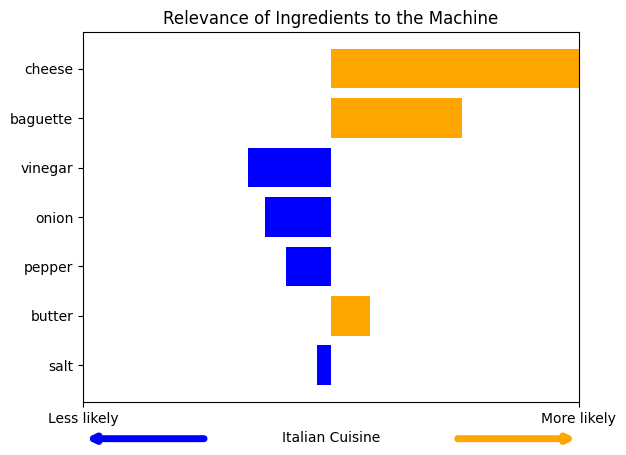 Relevance of Ingredients to the Machine
cheese
baguette
vinegar
onion
pepper
butter
salt
Less likely
More likely
Italian Cuisine